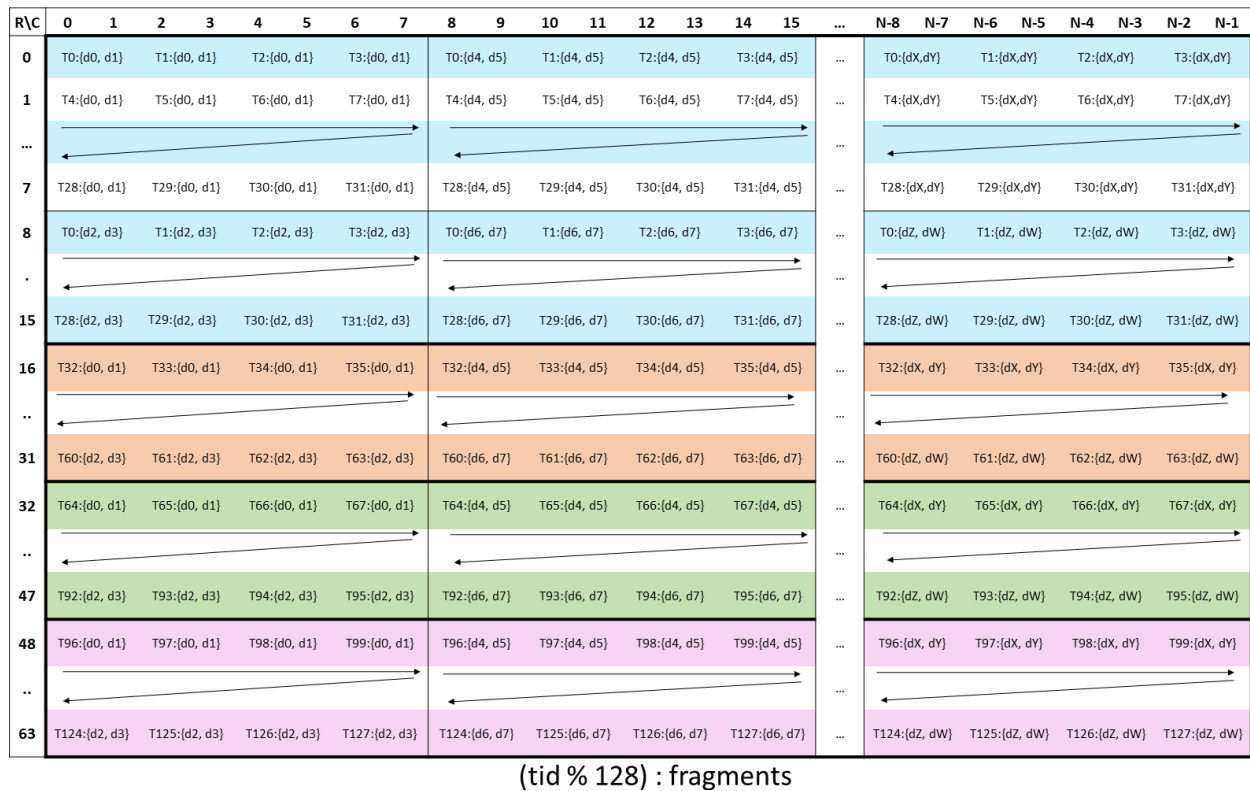 R\C 0 1 2 3 4 5 6 7 8 9 10 11 12 13 14 15 ... N-8 N-7 N-6 N-5 N-4 N-3 N-2 N-1
0 T0:{d0, d1} T1:{d0, d1} T2:{d0, d1} T3:{d0, d1} T0:{d4, d5} T1:{d4, d5} T2:{d4, d5} T3:{d4, d5} ... T0:{dX,dY} T1:{dX,dY} T2:{dX,dY} T3:{dX,dY}
1 T4:{d0, d1} T5:{d0, d1} T6:{d0, d1} T7:{d0, d1} T4:{d4, d5} T5:{d4, d5} T6:{d4, d5} T7:{d4, d5} ... T4:{dX,dY} T5:{dX,dY} T6:{dX,dY} T7:{dX,dY}
... ...
7 T28:{d0, d1} T29:{d0, d1} T30:{d0, d1} T31:{d0, d1} T28:{d4, d5} T29:{d4, d5} T30:{d4, d5} T31:{d4, d5} ... T28:{dX,dY} T29:{dX,dY} T30:{dX,dY} T31:{dX,dY}
8 T0:{d2, d3} T1:{d2, d3} T2:{d2, d3} T3:{d2, d3} T0:{d6, d7} T1:{d6, d7} T2:{d6, d7} T3:{d6, d7} ... T0:{dZ, dW} T1:{dZ, dW} T2:{dZ, dW} T3:{dZ, dW}
. ...
15 T28:{d2, d3} T29:{d2, d3} T30:{d2, d3} T31:{d2, d3} T28:{d6, d7} T29:{d6, d7} T30:{d6, d7} T31:{d6, d7} ... T28:{dZ, dW} T29:{dZ, dW} T30:{dZ, dW} T31:{dZ, dW}
16 T32:{d0, d1} T33:{d0, d1} T34:{d0, d1} T35:{d0, d1} T32:{d4, d5} T33:{d4, d5} T34:{d4, d5} T35:{d4, d5} ... T32:{dX, dY} T33:{dX, dY} T34:{dX, dY} T35:{dX, dY}
.. ...
31 T60:{d2, d3} T61:{d2, d3} T62:{d2, d3} T63:{d2, d3} T60:{d6, d7} T61:{d6, d7} T62:{d6, d7} T63:{d6, d7} ... T60:{dZ, dW} T61:{dZ, dW} T62:{dZ, dW} T63:{dZ, dW}
32 T64:{d0, d1} T65:{d0, d1} T66:{d0, d1} T67:{d0, d1} T64:{d4, d5} T65:{d4, d5} T66:{d4, d5} T67:{d4, d5} ... T64:{dX, dY} T65:{dX, dY} T66:{dX, dY} T67:{dX, dY}
.. ...
47 T92:{d2, d3} T93:{d2, d3} T94:{d2, d3} T95:{d2, d3} T92:{d6, d7} T93:{d6, d7} T94:{d6, d7} T95:{d6, d7} ... T92:{dZ, dW} T93:{dZ, dW} T94:{dZ, dW} T95:{dZ, dW}
48 T96:{d0, d1} T97:{d0, d1} T98:{d0, d1} T99:{d0, d1} T96:{d4, d5} T97:{d4, d5} T98:{d4, d5} T99:{d4, d5} ... T96:{dX, dY} T97:{dX, dY} T98:{dX, dY} T99:{dX, dY}
.. ...
63 T124:{d2, d3} T125:{d2, d3} T126:{d2, d3} T127:{d2, d3} T124:{d6, d7} T125:{d6, d7} T126:{d6, d7} T127:{d6, d7} ... T124:{dZ, dW} T125:{dZ, dW} T126:{dZ, dW} T127:{dZ, dW}
(tid % 128) : fragments